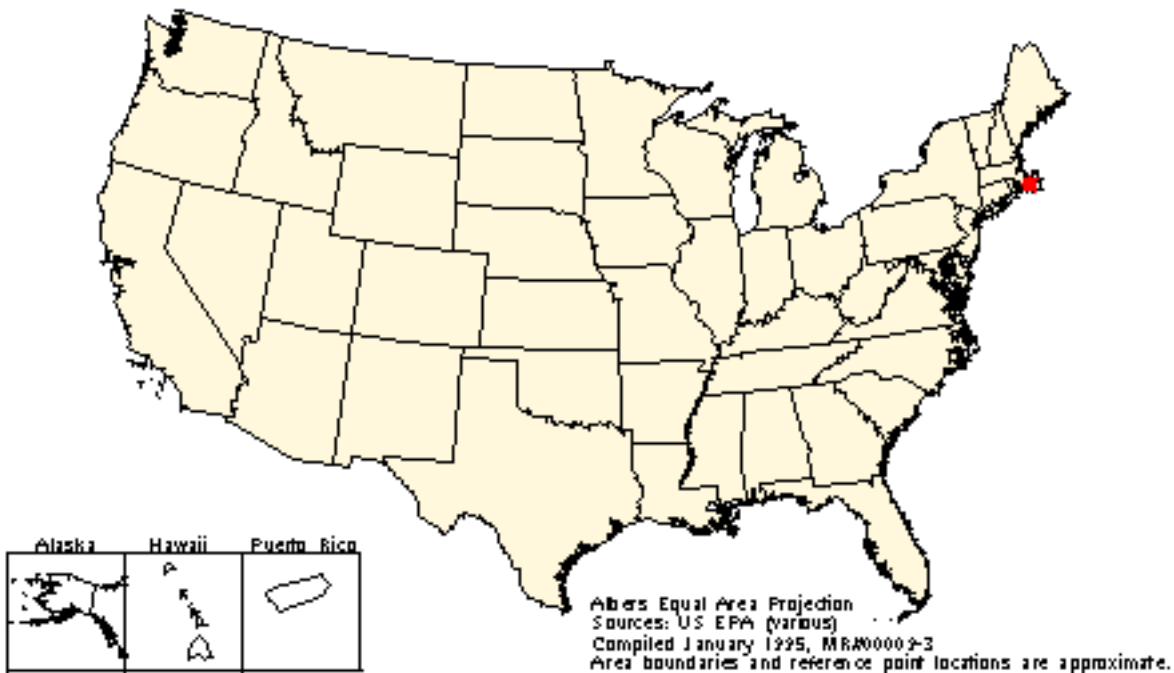 Alaska
Hawaii
Puerto Rico
Albers Equal Area Projection
Sources: US EPA (various)
Compiled January 1995, MR#00009-3
Area boundaries and reference point locations are approximate.